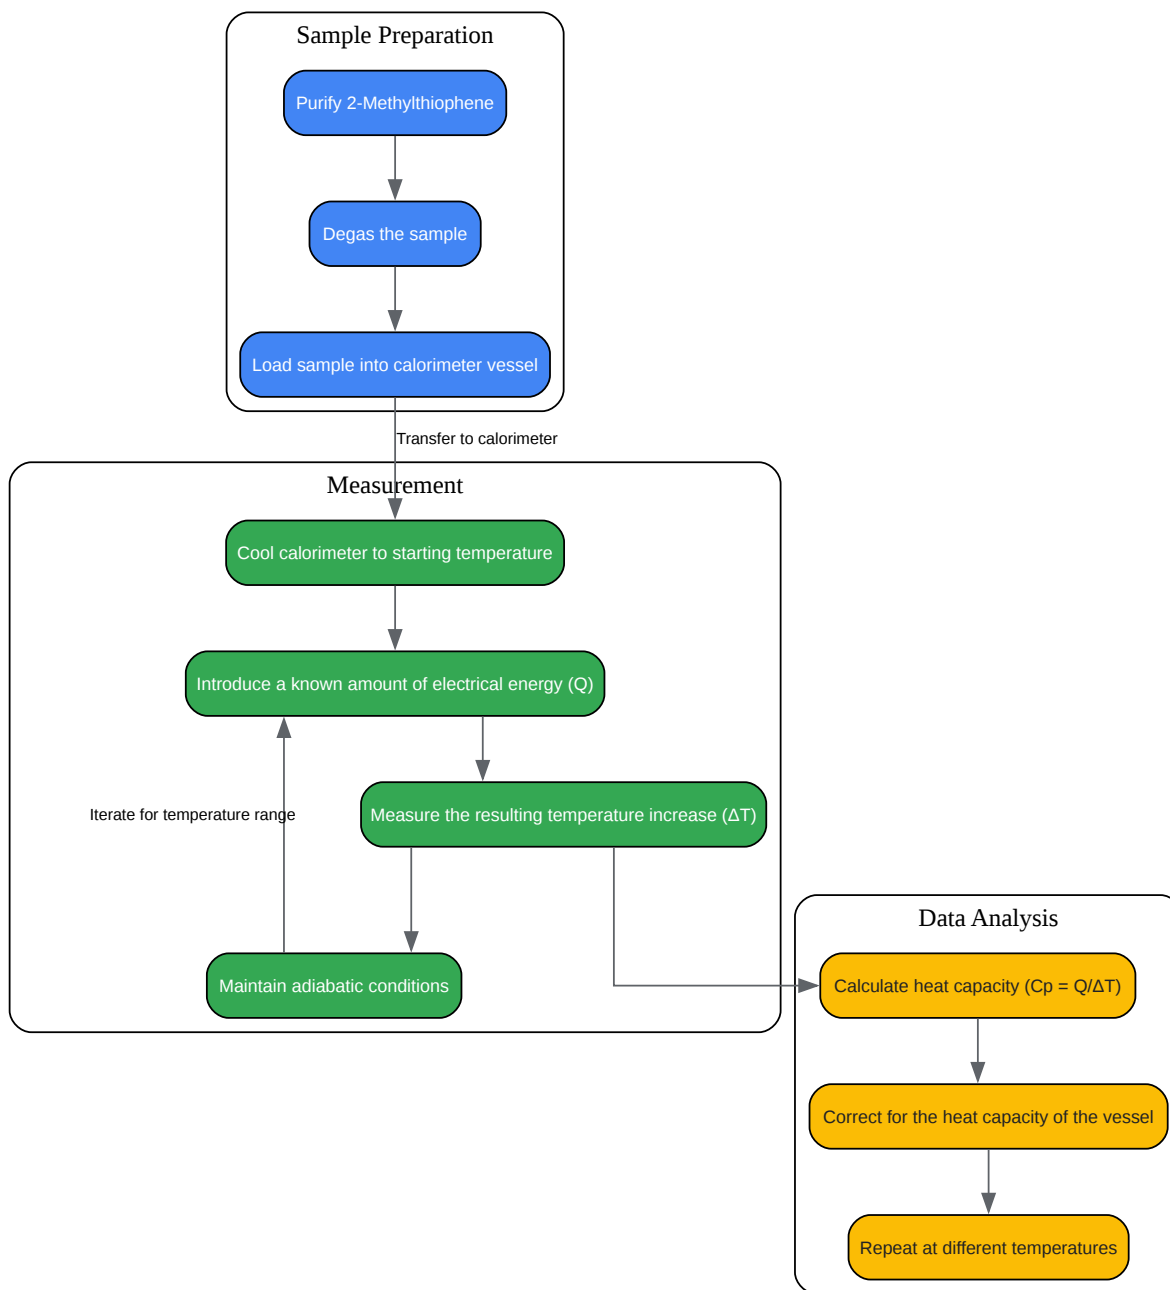 Sample Preparation
Purify 2-Methylthiophene
Degas the sample
Load sample into calorimeter vessel
Transfer to calorimeter
Measurement
Cool calorimeter to starting temperature
Introduce a known amount of electrical energy (Q)
Iterate for temperature range
Measure the resulting temperature increase (ΔT)
Maintain adiabatic conditions
Data Analysis
Calculate heat capacity (Cp = Q/ΔT)
Correct for the heat capacity of the vessel
Repeat at different temperatures